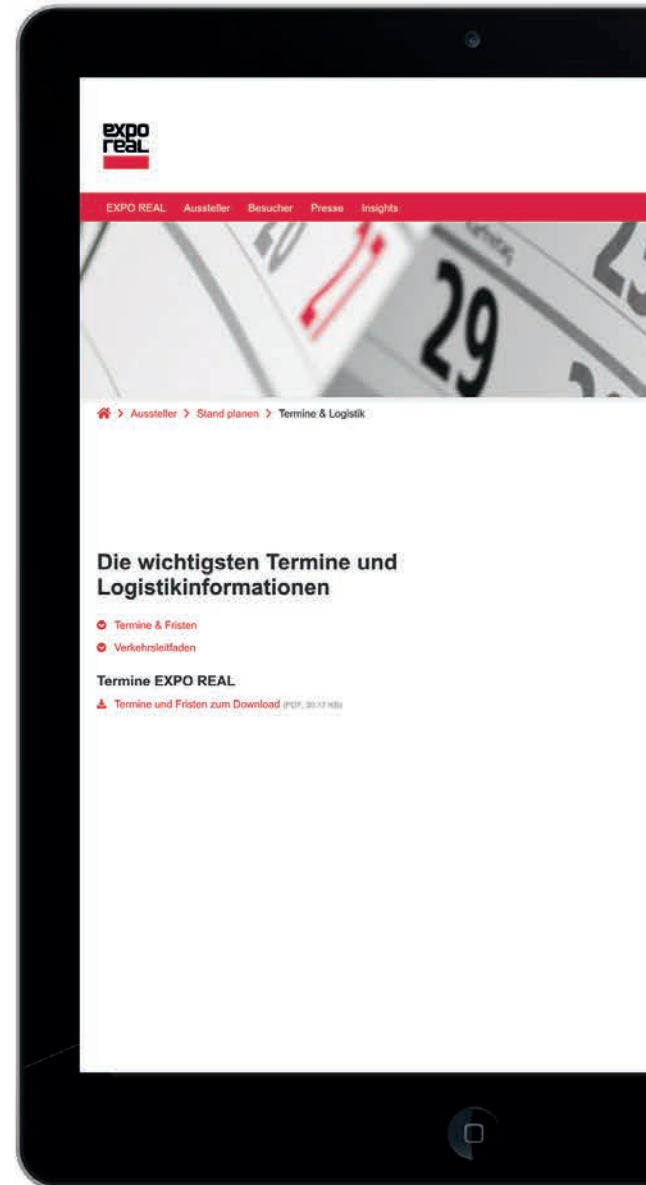 expo
real
EXPO REAL Aussteller Besucher Presse Insights
29
Aussteller > Stand planen > Termine & Logistik
Die wichtigsten Termine und
Logistikinformationen
Termine & Fristen
Verkehrsleitfaden
Termine EXPO REAL
Termine und Fristen zum Download